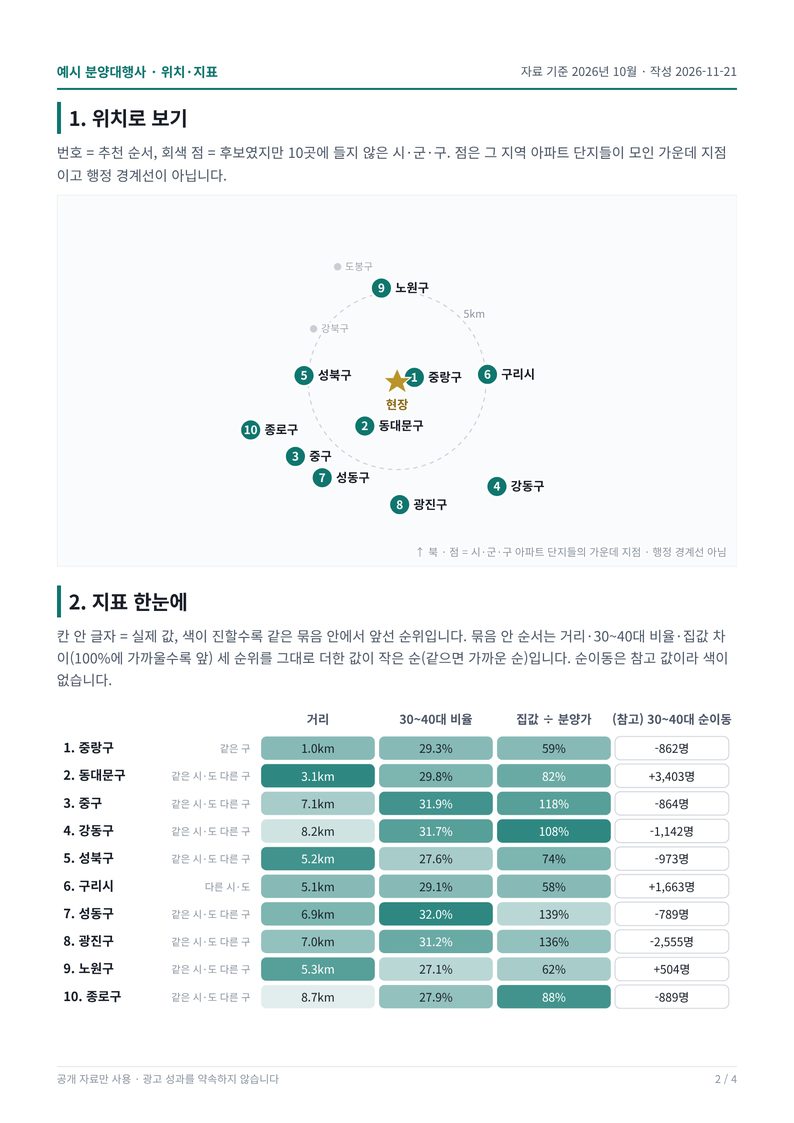 예시 분양대행사 · 위치·지표
자료 기준 2026년 10월 · 작성 2026-11-21
1. 위치로 보기
번호 = 추천 순서, 회색 점 = 후보였지만 10곳에 들지 않은 시·군·구. 점은 그 지역 아파트 단지들이 모인 가운데 지점
이고 행정 경계선이 아닙니다.
도봉구
9 노원구
5km
강북구
5 성북구
1 중랑구
6 구리시
현장
10 종로구
2 동대문구
3 중구
7 성동구
4 강동구
8 광진구
↑ 북 · 점 = 시·군·구 아파트 단지들의 가운데 지점 · 행정 경계선 아님
2. 지표 한눈에
칸 안 글자 = 실제 값, 색이 진할수록 같은 묶음 안에서 앞선 순위입니다. 묶음 안 순서는 거리·30~40대 비율·집값 차
이(100%에 가까울수록 앞) 세 순위를 그대로 더한 값이 작은 순(같으면 가까운 순)입니다. 순이동은 참고 값이라 색이
없습니다.
거리 30~40대 비율 집값 ÷ 분양가 (참고) 30~40대 순이동
1. 중랑구 같은 구 1.0km 29.3% 59% -862명
2. 동대문구 같은 시·도 다른 구 3.1km 29.8% 82% +3,403명
3. 중구 같은 시·도 다른 구 7.1km 31.9% 118% -864명
4. 강동구 같은 시·도 다른 구 8.2km 31.7% 108% -1,142명
5. 성북구 같은 시·도 다른 구 5.2km 27.6% 74% -973명
6. 구리시 다른 시·도 5.1km 29.1% 58% +1,663명
7. 성동구 같은 시·도 다른 구 6.9km 32.0% 139% -789명
8. 광진구 같은 시·도 다른 구 7.0km 31.2% 136% -2,555명
9. 노원구 같은 시·도 다른 구 5.3km 27.1% 62% +504명
10. 종로구 같은 시·도 다른 구 8.7km 27.9% 88% -889명
공개 자료만 사용 · 광고 성과를 약속하지 않습니다
2 / 4